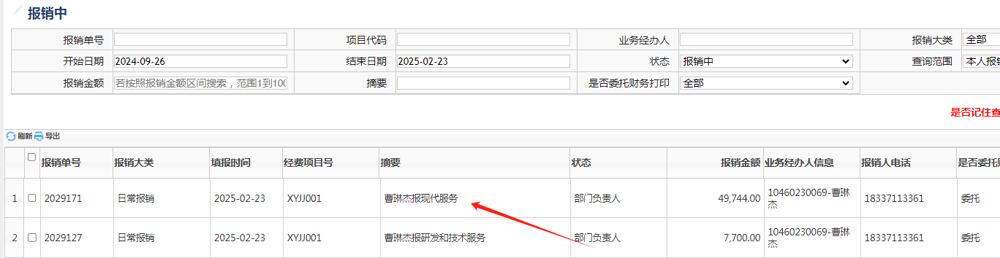 报销中
报销单号 项目代码 业务经办人 报销大类 全部
开始日期 2024-09-26 结束日期 2025-02-23 状态 报销中 查询范围 本人报
报销金额 若按照报销金额区间搜索，范围1到100 摘要 是否委托财务打印 全部
是否记住查
刷新 导出
报销单号 报销大类 填报时间 经费项目号 摘要 状态 报销金额 业务经办人信息 报销人电话 是否委托
1 2029171 日常报销 2025-02-23 XYJJ001 曹琳杰报现代服务 部门负责人 49,744.00 10460230069-曹琳 18337113361 委托
杰
2 2029127 日常报销 2025-02-23 XYJJ001 曹琳杰报研发和技术服务 部门负责人 7,700.00 10460230069-曹琳 18337113361 委托
杰